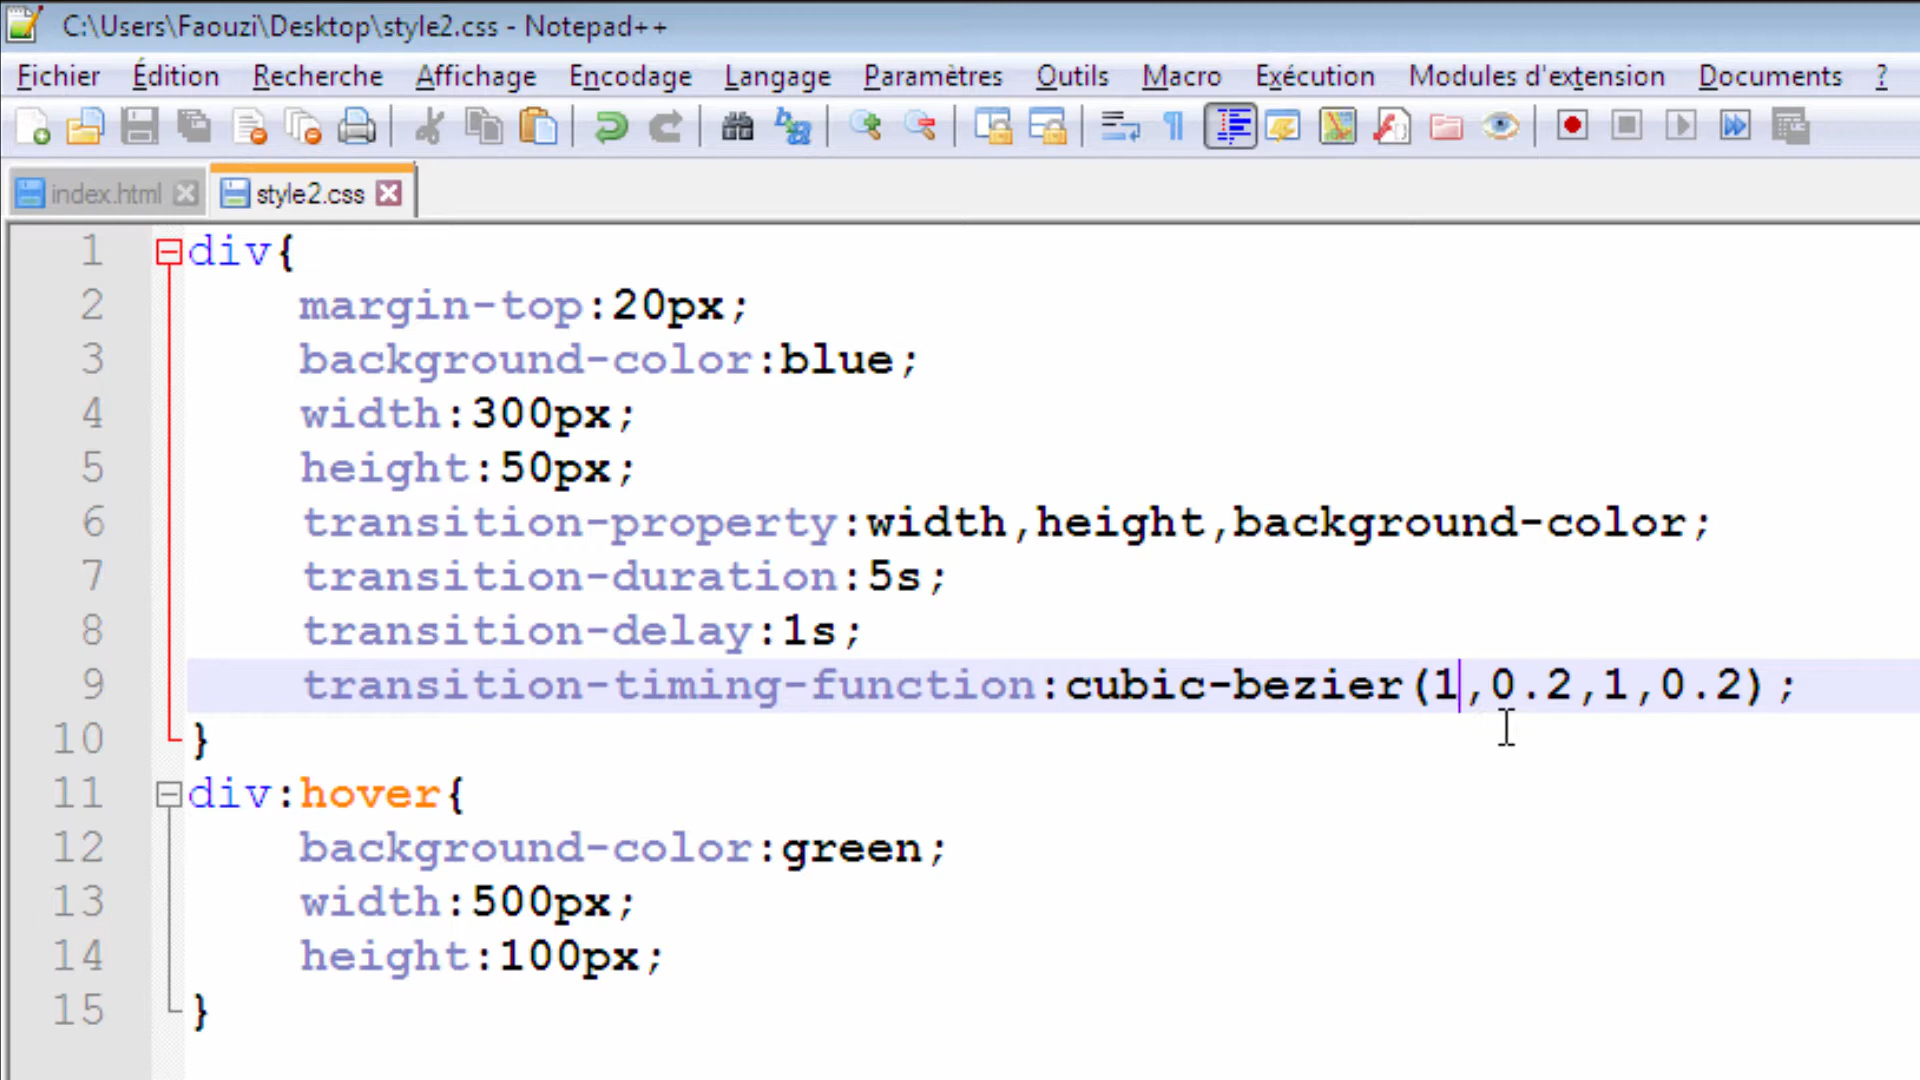 C:\Users\Faouzi\Desktop\style2.css - Notepad++
Fichier Édition Recherche Affichage Encodage Langage Paramètres Outils Macro Exécution Modules d'extension Documents ?
index.html style2.css
1 div{
2 margin-top:20px;
3 background-color:blue;
4 width:300px;
5 height:50px;
6 transition-property:width,height,background-color;
7 transition-duration:5s;
8 transition-delay:1s;
9 transition-timing-function:cubic-bezier(1,0.2,1,0.2);
10 }
11 div:hover{
12 background-color:green;
13 width:500px;
14 height:100px;
15 }